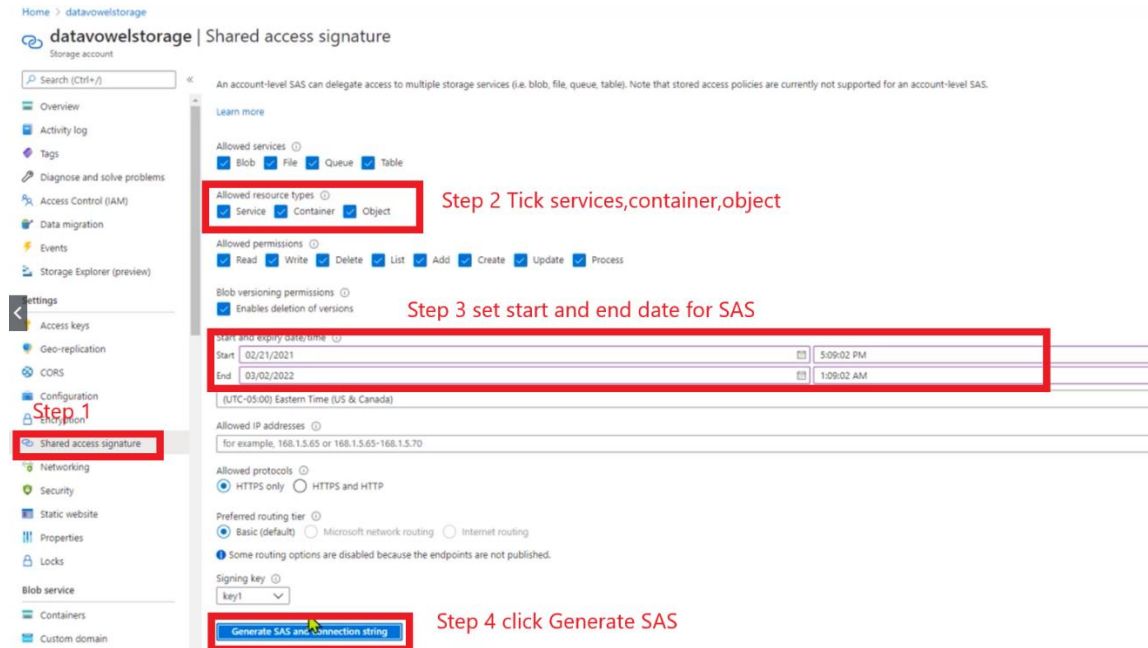 Home > datavowelstorage
datavowelstorage | Shared access signature
Storage account
Search (Ctrl+/)
«
Overview
Activity log
Tags
Diagnose and solve problems
Access Control (IAM)
Data migration
Events
Storage Explorer (preview)
Settings
Access keys
Geo-replication
CORS
Configuration
Step 1
Encryption
Shared access signature
Networking
Security
Static website
Properties
Locks
Blob service
Containers
Custom domain
An account-level SAS can delegate access to multiple storage services (i.e. blob, file, queue, table). Note that stored access policies are currently not supported for an account-level SAS.
Learn more
Allowed services
Blob File Queue Table
Allowed resource types
Service Container Object
Step 2 Tick services,container,object
Allowed permissions
Read Write Delete List Add Create Update Process
Blob versioning permissions
Enables deletion of versions
Step 3 set start and end date for SAS
Start and expiry date/time
Start 02/21/2021 5:09:02 PM
End 03/02/2022 1:09:02 AM
(UTC-05:00) Eastern Time (US & Canada)
Allowed IP addresses
for example, 168.1.5.65 or 168.1.5.65-168.1.5.70
Allowed protocols
HTTPS only HTTPS and HTTP
Preferred routing tier
Basic (default) Microsoft network routing Internet routing
Some routing options are disabled because the endpoints are not published.
Signing key
key1
Generate SAS and connection string
Step 4 click Generate SAS